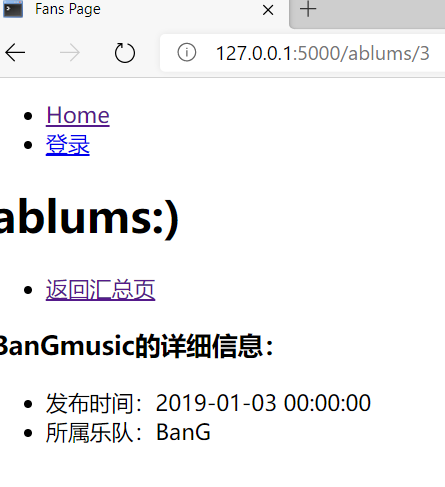 Fans Page
127.0.0.1:5000/ablums/3
Home
登录
ablums:)
返回汇总页
BanGmusic的详细信息：
发布时间：2019-01-03 00:00:00
所属乐队：BanG